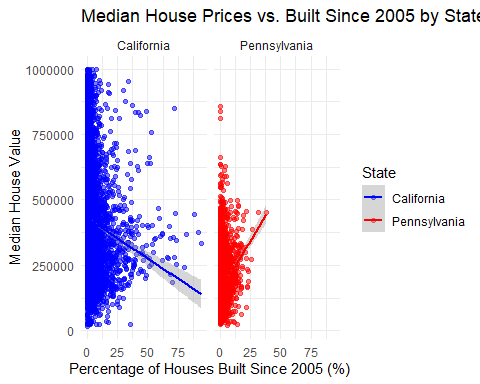 Median House Prices vs. Built Since 2005 by State
California Pennsylvania
1000000
750000
500000
250000
0
Median House Value
0 25 50 75 0 25 50 75
Percentage of Houses Built Since 2005 (%)
State
California
Pennsylvania